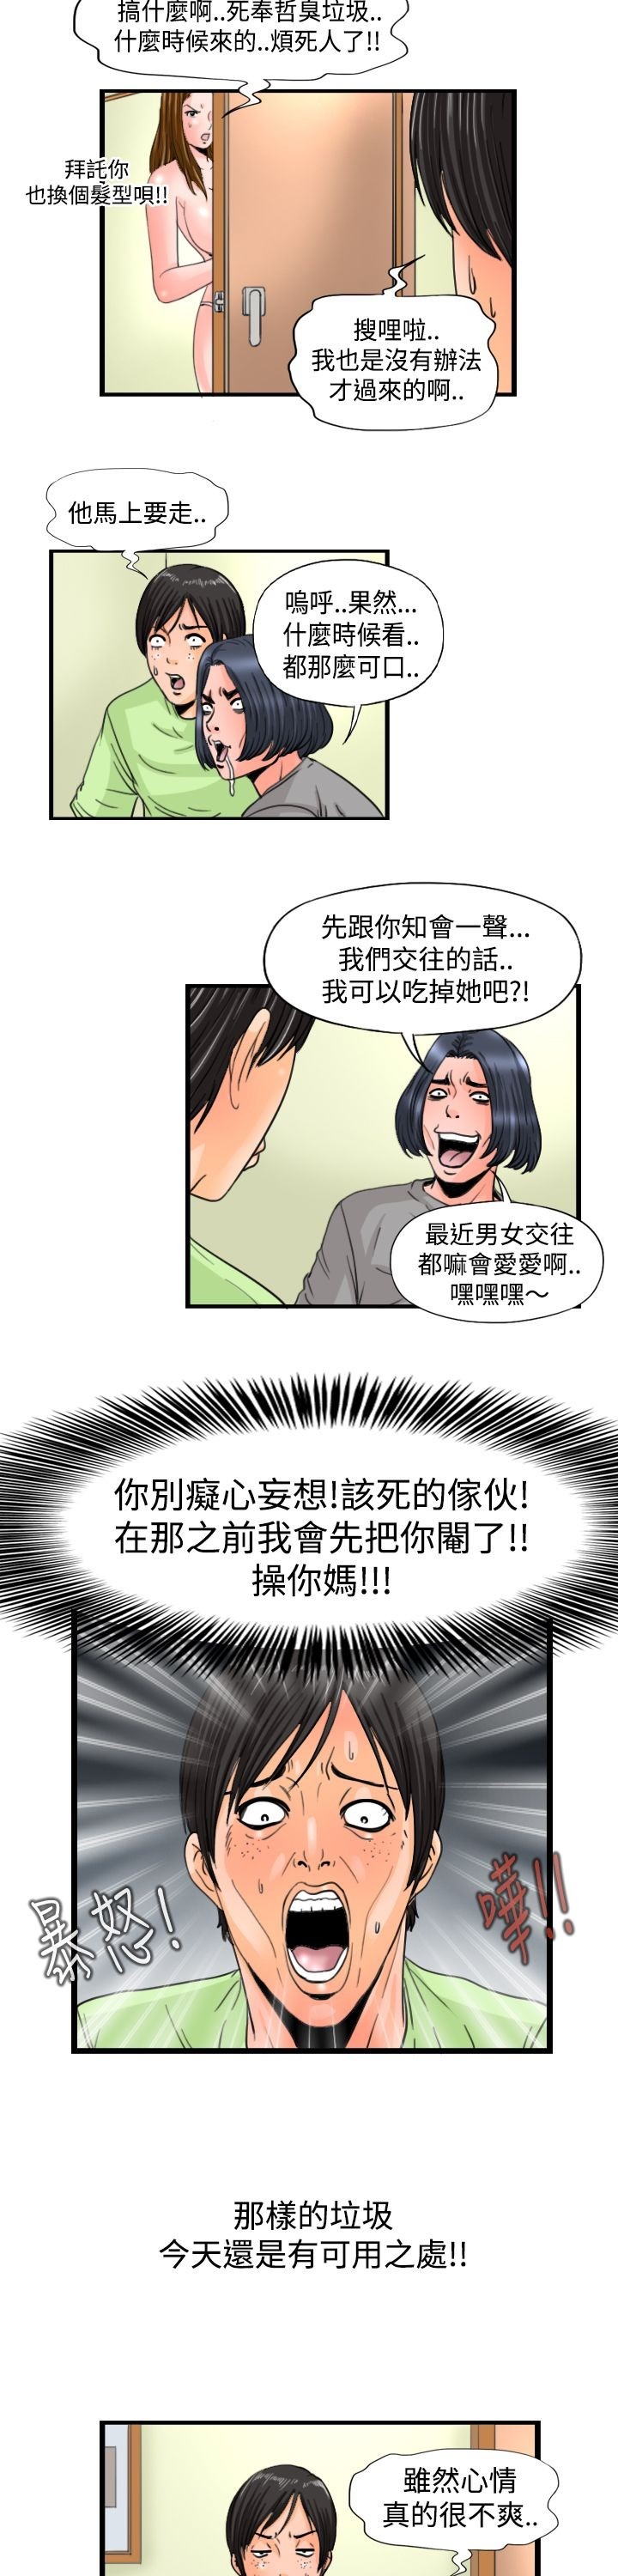 搞什麼啊..死奉哲臭垃圾..
什麼時候來的..煩死人了!!
拜託你
也換個髮型唄!!
搜哩啦..
我也是沒有辦法
才過來的啊..
他馬上要走..
嗚呼..果然...
什麼時候看..
都那麼可口..
先跟你知會一聲...
我們交往的話..
我可以吃掉她吧?!
最近男女交往
都嘛會愛愛啊..
嘿嘿嘿～
你別癡心妄想!該死的傢伙!
在那之前我會先把你閹了!!
操你媽!!!
暴怒!
嘩!!
那樣的垃圾
今天還是有可用之處!!
雖然心情
真的很不爽..